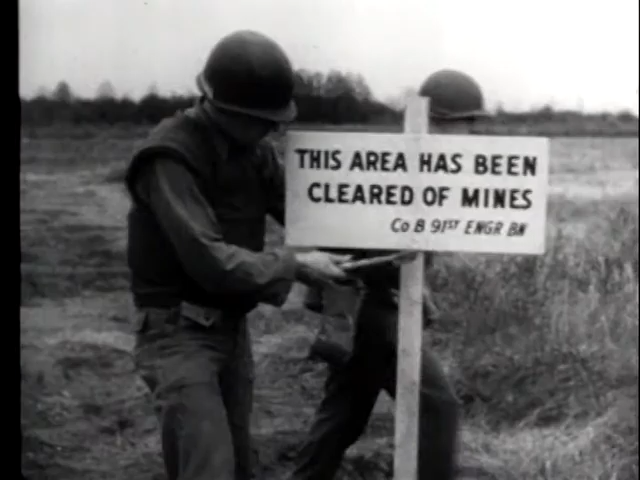 THIS AREA HAS BEEN
CLEARED OF MINES
Co B 91ST ENGR BN